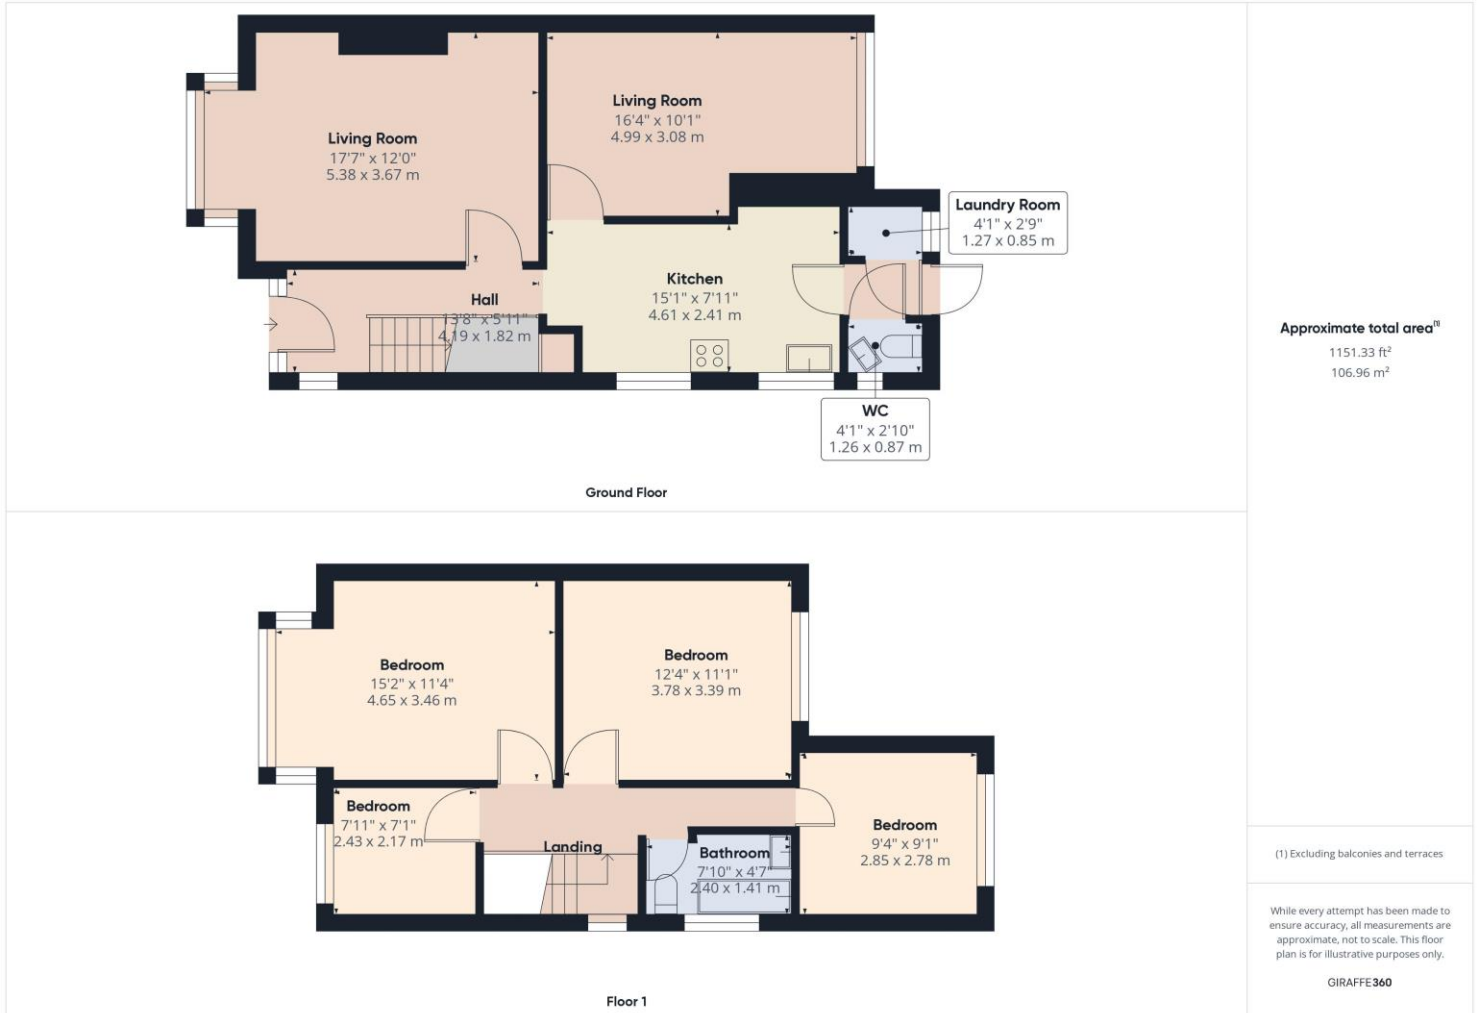 Living Room
17'7" x 12'0"
5.38 x 3.67 m
Living Room
16'4" x 10'1"
4.99 x 3.08 m
Laundry Room
4'1" x 2'9"
1.27 x 0.85 m
Kitchen
15'1" x 7'11"
4.61 x 2.41 m
Hall
13'8" x 5'11"
4.19 x 1.82 m
WC
4'1" x 2'10"
1.26 x 0.87 m
Ground Floor
Approximate total area(1)
1151.33 ft²
106.96 m²
Bedroom
15'2" x 11'4"
4.65 x 3.46 m
Bedroom
12'4" x 11'1"
3.78 x 3.39 m
Bedroom
7'11" x 7'1"
2.43 x 2.17 m
Landing
Bathroom
7'10" x 4'7"
2.40 x 1.41 m
Bedroom
9'4" x 9'1"
2.85 x 2.78 m
Floor 1
(1) Excluding balconies and terraces
While every attempt has been made to
ensure accuracy, all measurements are
approximate, not to scale. This floor
plan is for illustrative purposes only.
GIRAFFE360